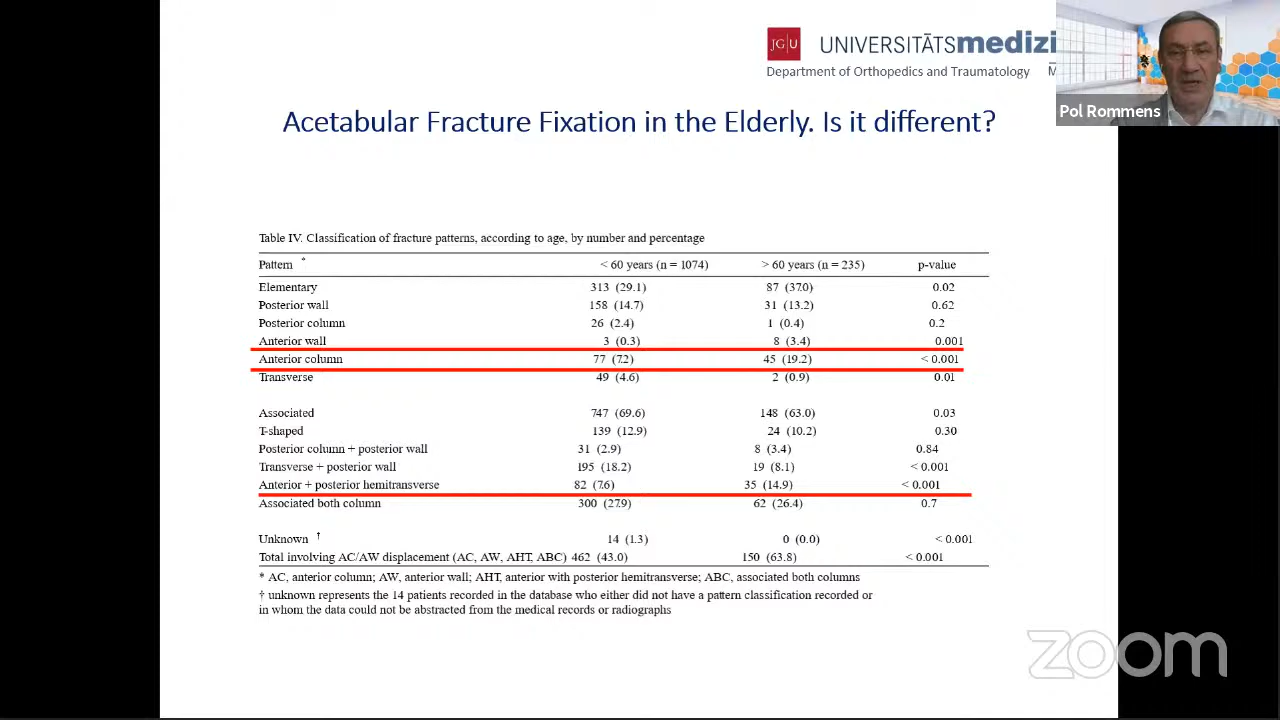 JG|U UNIVERSITÄTSmedizi
Department of Orthopedics and Traumatology M
Pol Rommens
Acetabular Fracture Fixation in the Elderly. Is it different?
Table IV. Classification of fracture patterns, according to age, by number and percentage
Pattern * < 60 years (n = 1074) > 60 years (n = 235) p-value
Elementary 313 (29.1) 87 (37.0) 0.02
Posterior wall 158 (14.7) 31 (13.2) 0.62
Posterior column 26 (2.4) 1 (0.4) 0.2
Anterior wall 3 (0.3) 8 (3.4) 0.001
Anterior column 77 (7.2) 45 (19.2) < 0.001
Transverse 49 (4.6) 2 (0.9) 0.01
Associated 747 (69.6) 148 (63.0) 0.03
T-shaped 139 (12.9) 24 (10.2) 0.30
Posterior column + posterior wall 31 (2.9) 8 (3.4) 0.84
Transverse + posterior wall 195 (18.2) 19 (8.1) < 0.001
Anterior + posterior hemitransverse 82 (7.6) 35 (14.9) < 0.001
Associated both column 300 (27.9) 62 (26.4) 0.7
Unknown † 14 (1.3) 0 (0.0) < 0.001
Total involving AC/AW displacement (AC, AW, AHT, ABC) 462 (43.0) 150 (63.8) < 0.001
* AC, anterior column; AW, anterior wall; AHT, anterior with posterior hemitransverse; ABC, associated both columns
† unknown represents the 14 patients recorded in the database who either did not have a pattern classification recorded or
in whom the data could not be abstracted from the medical records or radiographs
zoom